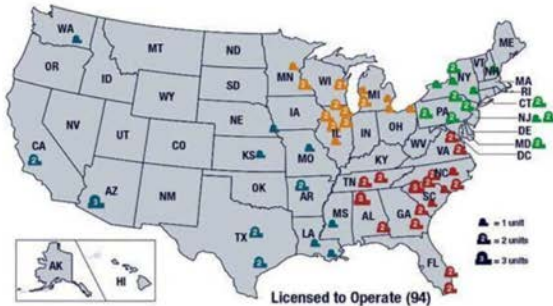 WA
MT
ND
MN
WI
MI
NY
VT
NH
ME
OR
ID
SD
MA
RI
CT
WY
NE
IA
PA
NJ
NV
UT
CO
IL
IN
OH
DE
WV
VA
MD
DC
CA
KS
MO
KY
AZ
NM
OK
AR
TN
NC
SC
TX
LA
MS
AL
GA
FL
AK
HI
= 1 unit
= 2 units
= 3 units
Licensed to Operate (94)